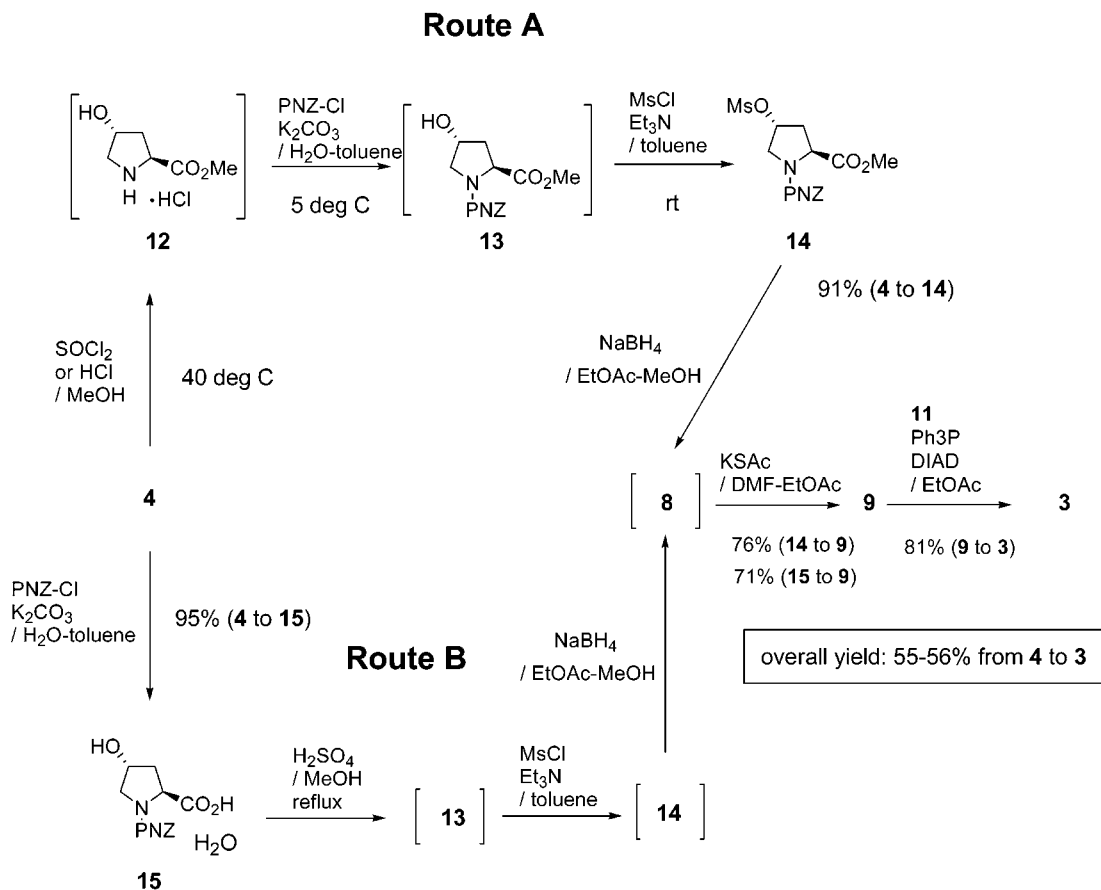 Route A
HO
N
H
·HCl
CO2Me
12
PNZ-Cl
K2CO3
/ H2O-toluene
5 deg C
HO
N
PNZ
CO2Me
13
MsCl
Et3N
/ toluene
rt
MsO
N
PNZ
CO2Me
14
91% (4 to 14)
SOCl2
or HCl
/ MeOH
40 deg C
NaBH4
/ EtOAc-MeOH
4
8
KSAc
/ DMF-EtOAc
76% (14 to 9)
71% (15 to 9)
9
11
Ph3P
DIAD
/ EtOAc
81% (9 to 3)
3
PNZ-Cl
K2CO3
/ H2O-toluene
95% (4 to 15)
Route B
NaBH4
/ EtOAc-MeOH
overall yield: 55-56% from 4 to 3
HO
N
PNZ
CO2H
H2O
15
H2SO4
/ MeOH
reflux
13
MsCl
Et3N
/ toluene
14